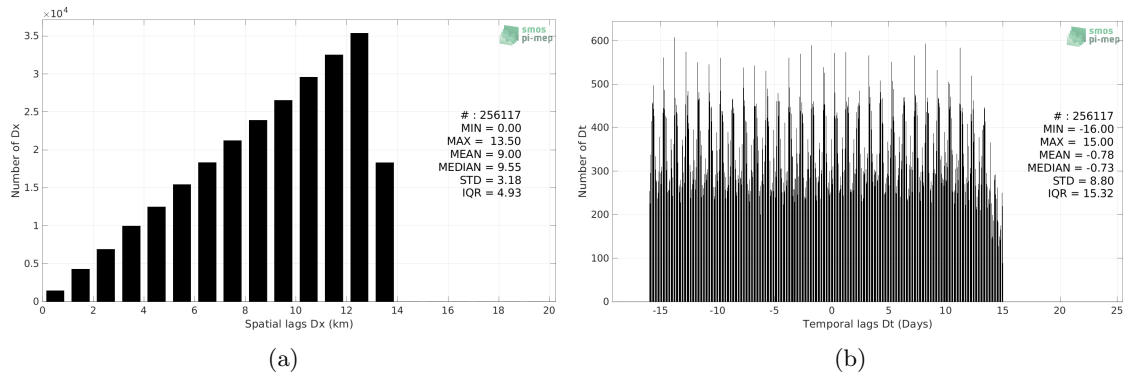 ×10⁴
3.5
3
2.5
2
1.5
1
0.5
0
Number of Dx
0 2 4 6 8 10 12 14 16 18 20
Spatial lags Dx (km)
smos
pi-mep
# : 256117
MIN = 0.00
MAX = 13.50
MEAN = 9.00
MEDIAN = 9.55
STD = 3.18
IQR = 4.93
(a)
600
500
400
300
200
100
0
Number of Dt
-15 -10 -5 0 5 10 15 20 25
Temporal lags Dt (Days)
smos
pi-mep
# : 256117
MIN = -16.00
MAX = 15.00
MEAN = -0.78
MEDIAN = -0.73
STD = 8.80
IQR = 15.32
(b)